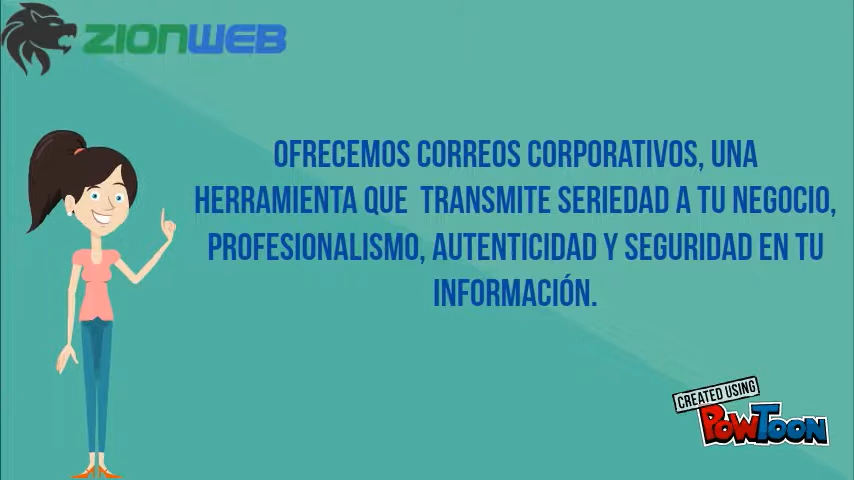 ZIONWEB
OFRECEMOS CORREOS CORPORATIVOS, UNA
HERRAMIENTA QUE TRANSMITE SERIEDAD A TU NEGOCIO,
PROFESIONALISMO, AUTENTICIDAD Y SEGURIDAD EN TU
INFORMACIÓN.
CREATED USING
POWTOON